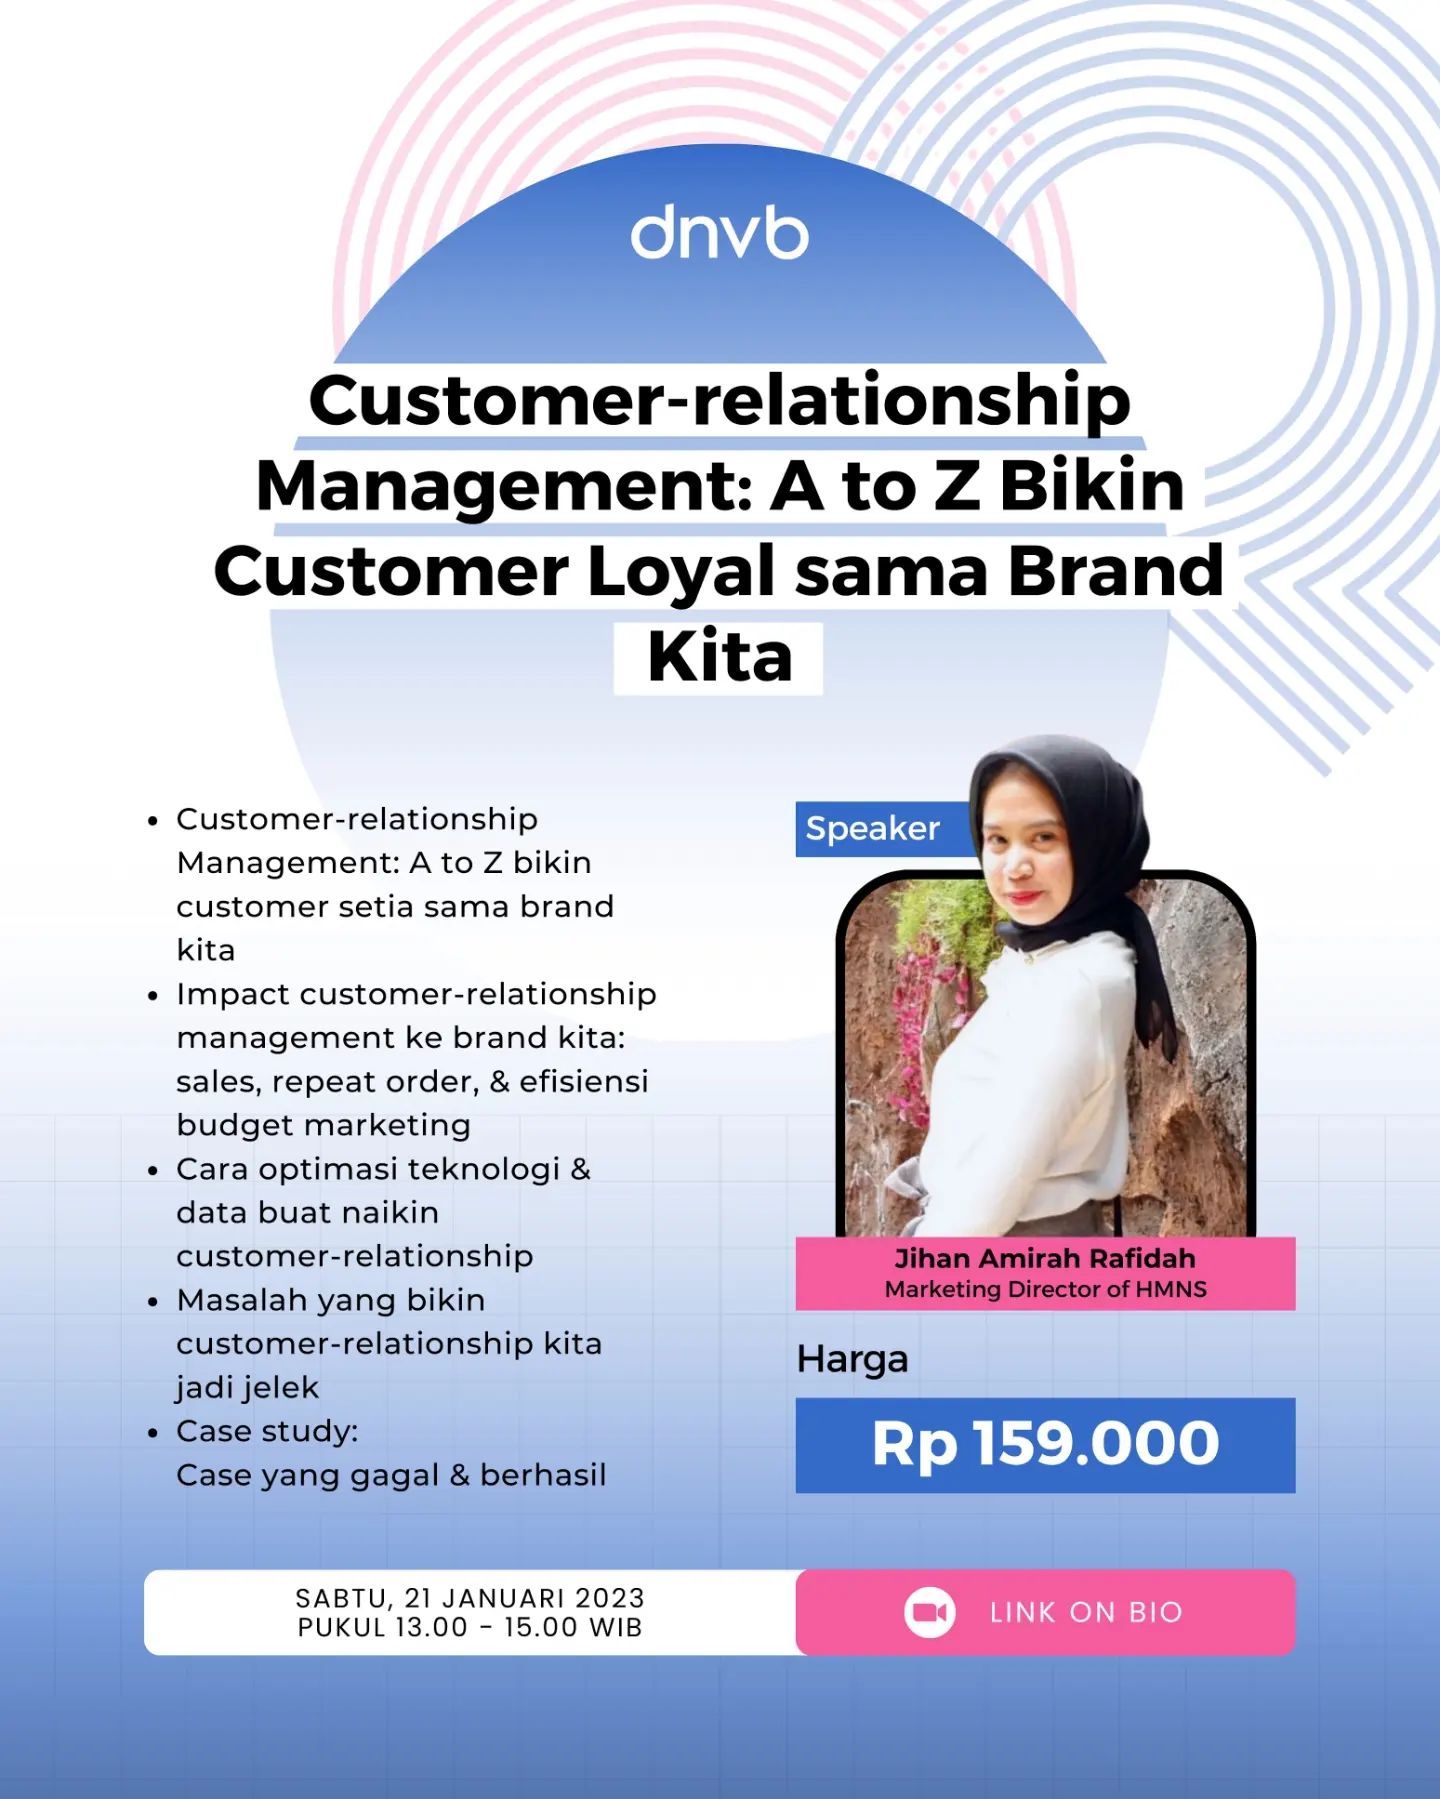 dnvb
Customer-relationship
Management: A to Z Bikin
Customer Loyal sama Brand
Kita
• Customer-relationship
Management: A to Z bikin
customer setia sama brand
kita
• Impact customer-relationship
management ke brand kita:
sales, repeat order, & efisiensi
budget marketing
• Cara optimasi teknologi &
data buat naikin
customer-relationship
• Masalah yang bikin
customer-relationship kita
jadi jelek
• Case study:
Case yang gagal & berhasil
Speaker
Jihan Amirah Rafidah
Marketing Director of HMNS
Harga
Rp 159.000
SABTU, 21 JANUARI 2023
PUKUL 13.00 - 15.00 WIB
LINK ON BIO